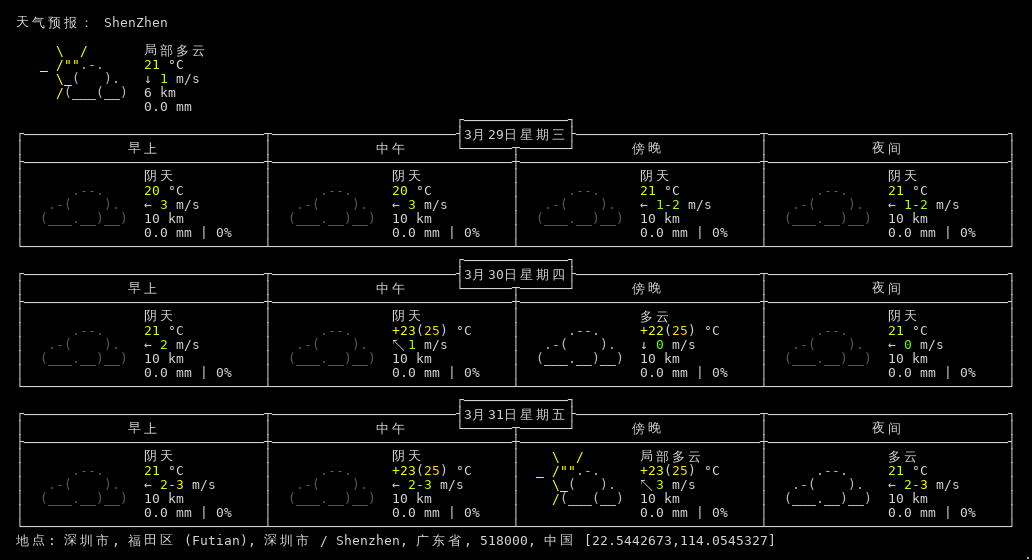 天气预报： ShenZhen
局部多云
21 °C
↓ 1 m/s
6 km
0.0 mm
3月29日星期三
早上 中午 傍晚 夜间
阴天 阴天 阴天 阴天
20 °C 20 °C 21 °C 21 °C
← 3 m/s ← 3 m/s ← 1-2 m/s ← 1-2 m/s
10 km 10 km 10 km 10 km
0.0 mm | 0% 0.0 mm | 0% 0.0 mm | 0% 0.0 mm | 0%
3月30日星期四
早上 中午 傍晚 夜间
阴天 阴天 多云 阴天
21 °C +23(25) °C +22(25) °C 21 °C
← 2 m/s ↖ 1 m/s ↓ 0 m/s ← 0 m/s
10 km 10 km 10 km 10 km
0.0 mm | 0% 0.0 mm | 0% 0.0 mm | 0% 0.0 mm | 0%
3月31日星期五
早上 中午 傍晚 夜间
阴天 阴天 局部多云 多云
21 °C +23(25) °C +23(25) °C 21 °C
← 2-3 m/s ← 2-3 m/s ↖ 3 m/s ← 2-3 m/s
10 km 10 km 10 km 10 km
0.0 mm | 0% 0.0 mm | 0% 0.0 mm | 0% 0.0 mm | 0%
地点: 深圳市, 福田区 (Futian), 深圳市 / Shenzhen, 广东省, 518000, 中国 [22.5442673,114.0545327]